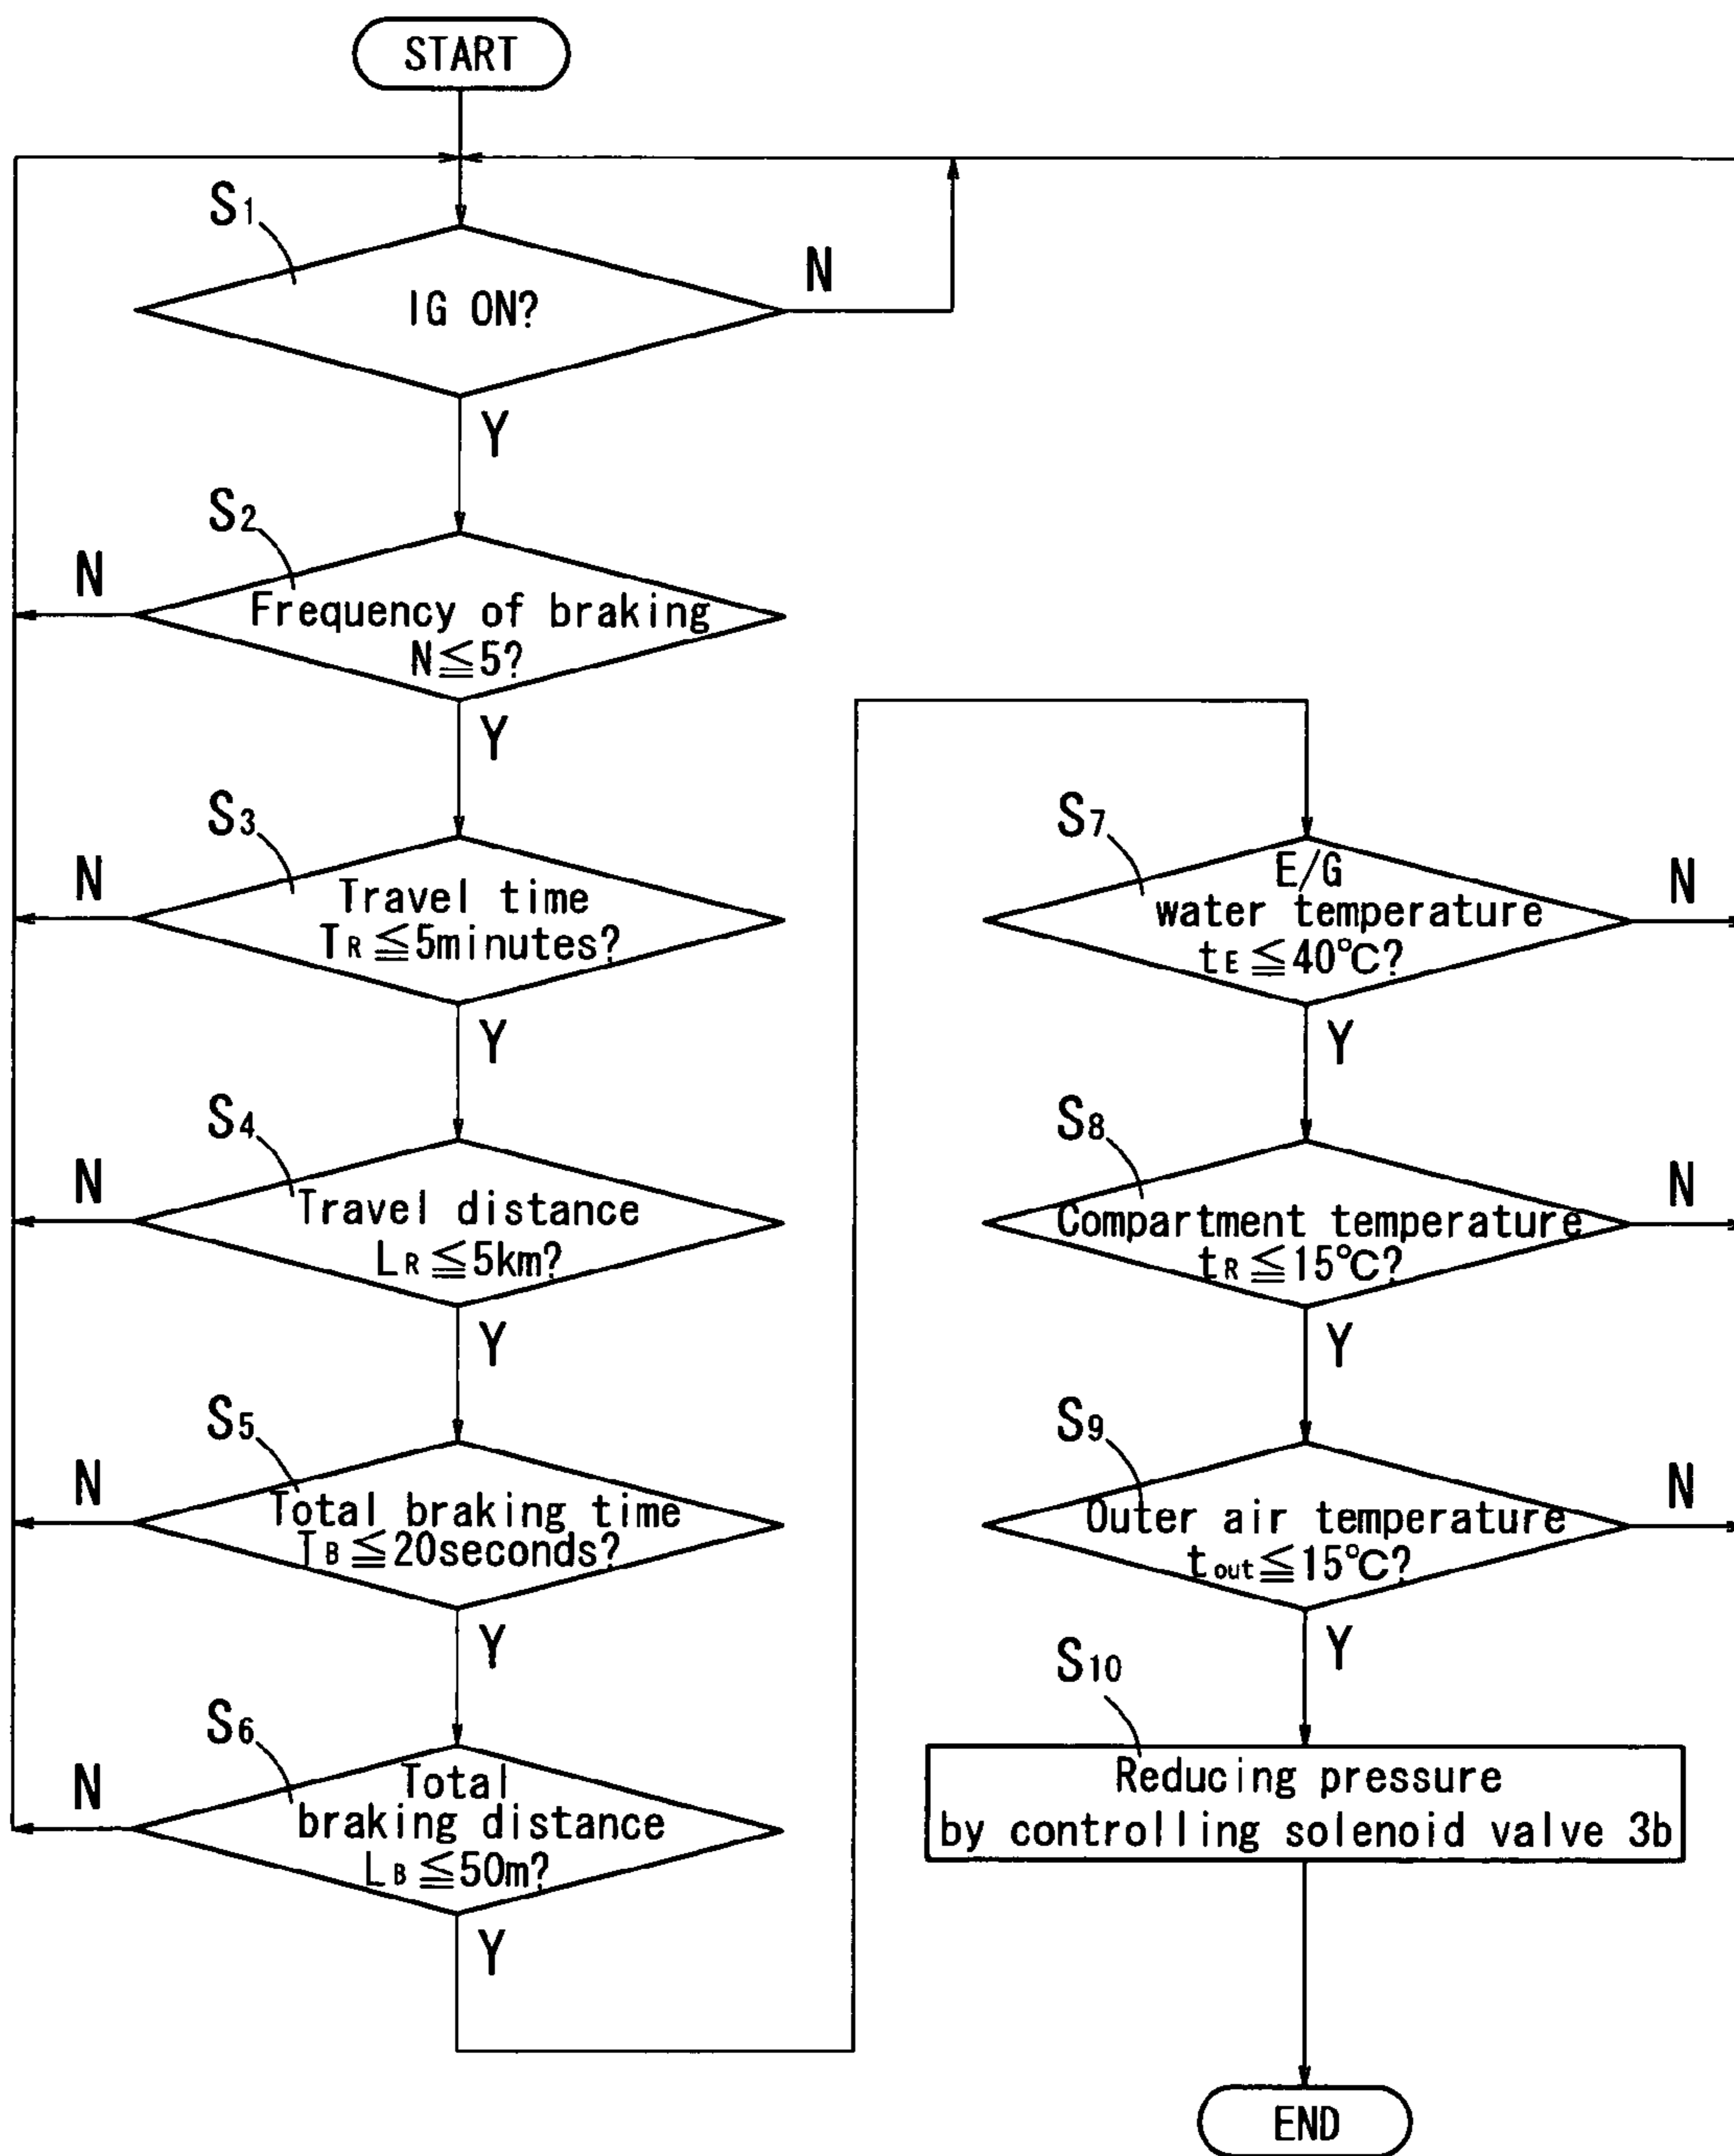 START
S1
IG ON?
N
Y
S2
N
Frequency of braking
N≦5?
Y
S3
N
Travel time
TR≦5minutes?
Y
S4
N
Travel distance
LR≦5km?
Y
S5
N
Total braking time
TB≦20seconds?
Y
S6
N
Total
braking distance
LB≦50m?
Y
S7
E/G
water temperature
tE≦40℃?
N
Y
S8
Compartment temperature
tR≦15℃?
N
Y
S9
Outer air temperature
tout≦15℃?
N
Y
S10
Reducing pressure
by controlling solenoid valve 3b
END